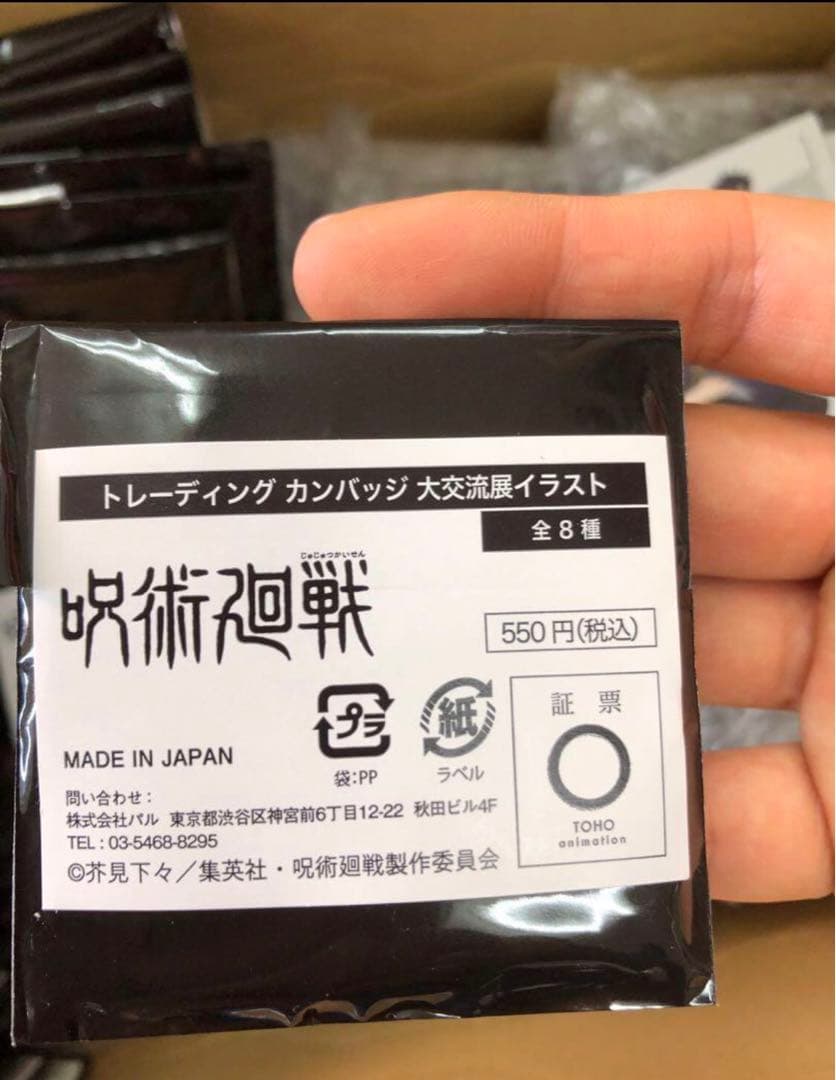 トレーディング カンバッジ 大交流展イラスト
全8種
じゅじゅつかいせん
呪術廻戦
550円(税込)
プラ
袋:PP
紙
ラベル
証 票
TOHO
animation
MADE IN JAPAN
問い合わせ:
株式会社パル 東京都渋谷区神宮前6丁目12-22 秋田ビル4F
TEL : 03-5468-8295
©芥見下々/集英社・呪術廻戦製作委員会